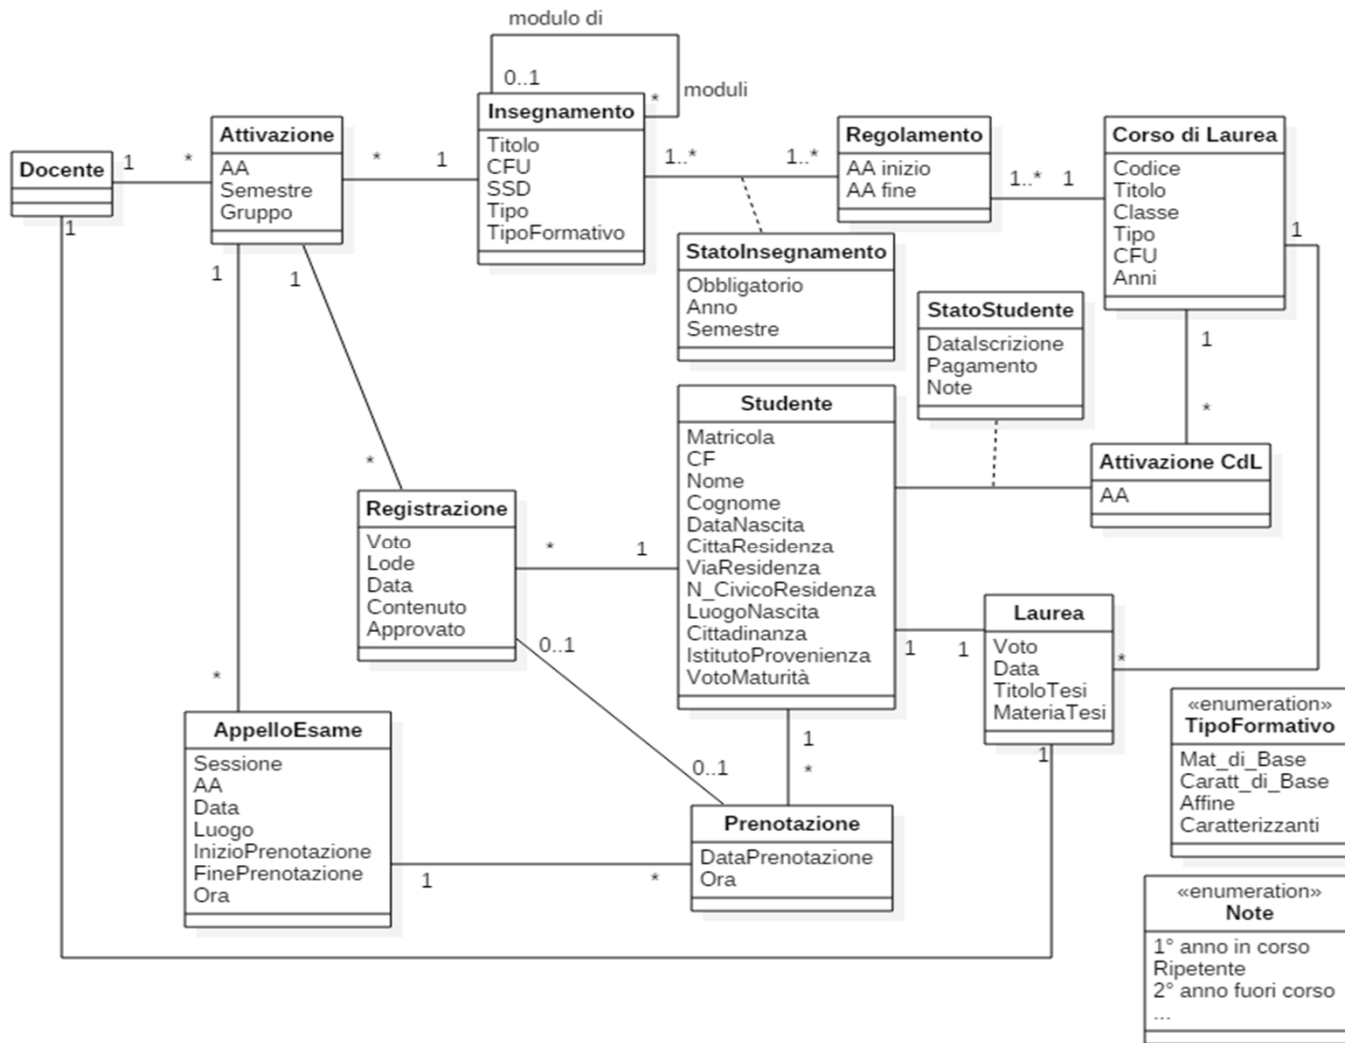 modulo di
0..1
*
moduli
Insegnamento
Titolo
CFU
SSD
Tipo
TipoFormativo
Attivazione
AA
Semestre
Gruppo
Docente
1
*
*
1
1..*
1..*
Regolamento
AA inizio
AA fine
1..*
1
Corso di Laurea
Codice
Titolo
Classe
Tipo
CFU
Anni
1
1
1
1
StatoInsegnamento
Obbligatorio
Anno
Semestre
StatoStudente
DataIscrizione
Pagamento
Note
1
*
Studente
Matricola
CF
Nome
Cognome
DataNascita
CittaResidenza
ViaResidenza
N_CivicoResidenza
LuogoNascita
Cittadinanza
IstitutoProvenienza
VotoMaturità
Attivazione CdL
AA
*
Registrazione
Voto
Lode
Data
Contenuto
Approvato
*
1
0..1
0..1
1
1
Laurea
Voto
Data
TitoloTesi
MateriaTesi
*
1
*
AppelloEsame
Sessione
AA
Data
Luogo
InizioPrenotazione
FinePrenotazione
Ora
1
*
1
*
Prenotazione
DataPrenotazione
Ora
«enumeration»
TipoFormativo
Mat_di_Base
Caratt_di_Base
Affine
Caratterizzanti
«enumeration»
Note
1° anno in corso
Ripetente
2° anno fuori corso
...